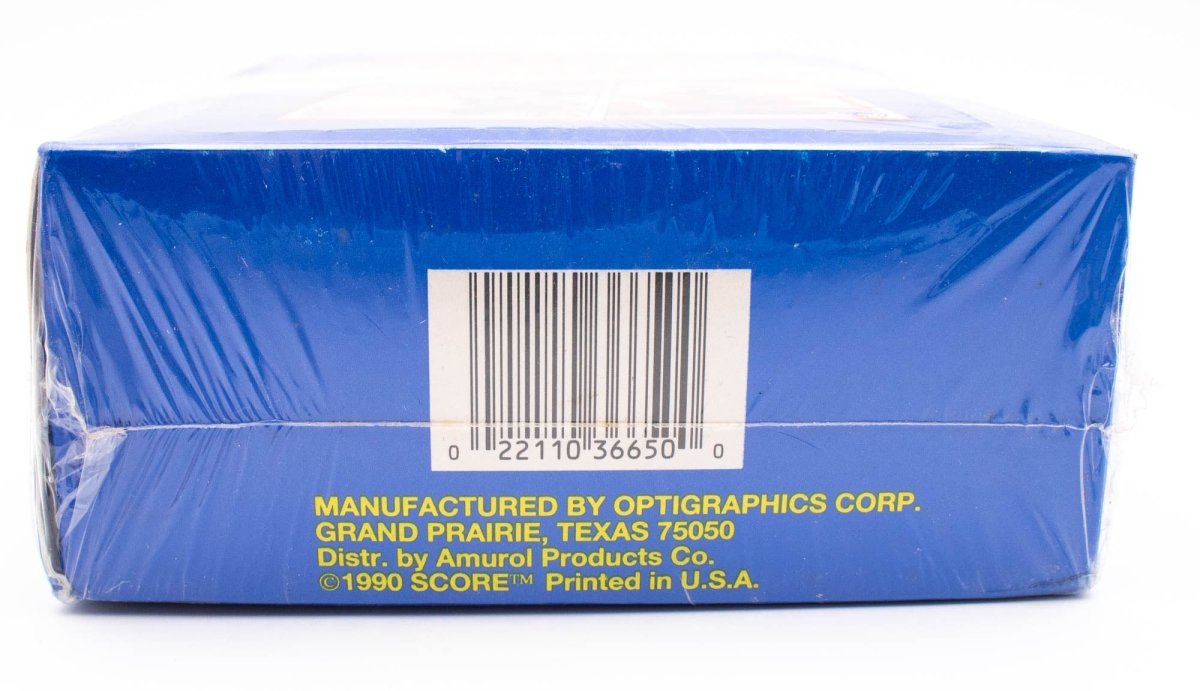 0 22110 36650 0
MANUFACTURED BY OPTIGRAPHICS CORP.
GRAND PRAIRIE, TEXAS 75050
Distr. by Amurol Products Co.
©1990 SCORE™ Printed in U.S.A.